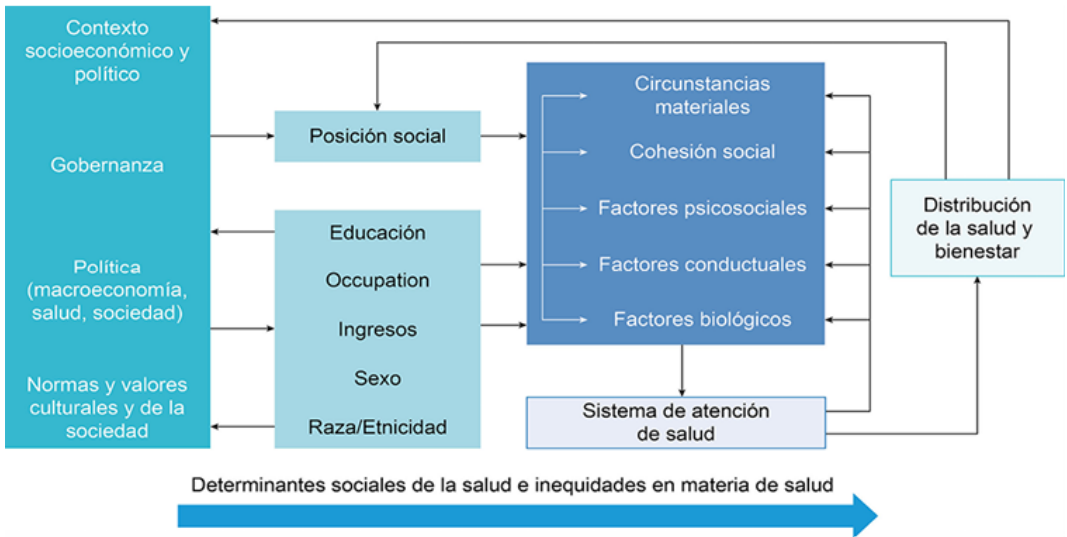 Contexto
socioeconómico y
político
Gobernanza
Política
(macroeconomía,
salud, sociedad)
Normas y valores
culturales y de la
sociedad
Posición social
Educación
Occupation
Ingresos
Sexo
Raza/Etnicidad
Circunstancias
materiales
Cohesión social
Factores psicosociales
Factores conductuales
Factores biológicos
Sistema de atención
de salud
Distribución
de la salud y
bienestar
Determinantes sociales de la salud e inequidades en materia de salud